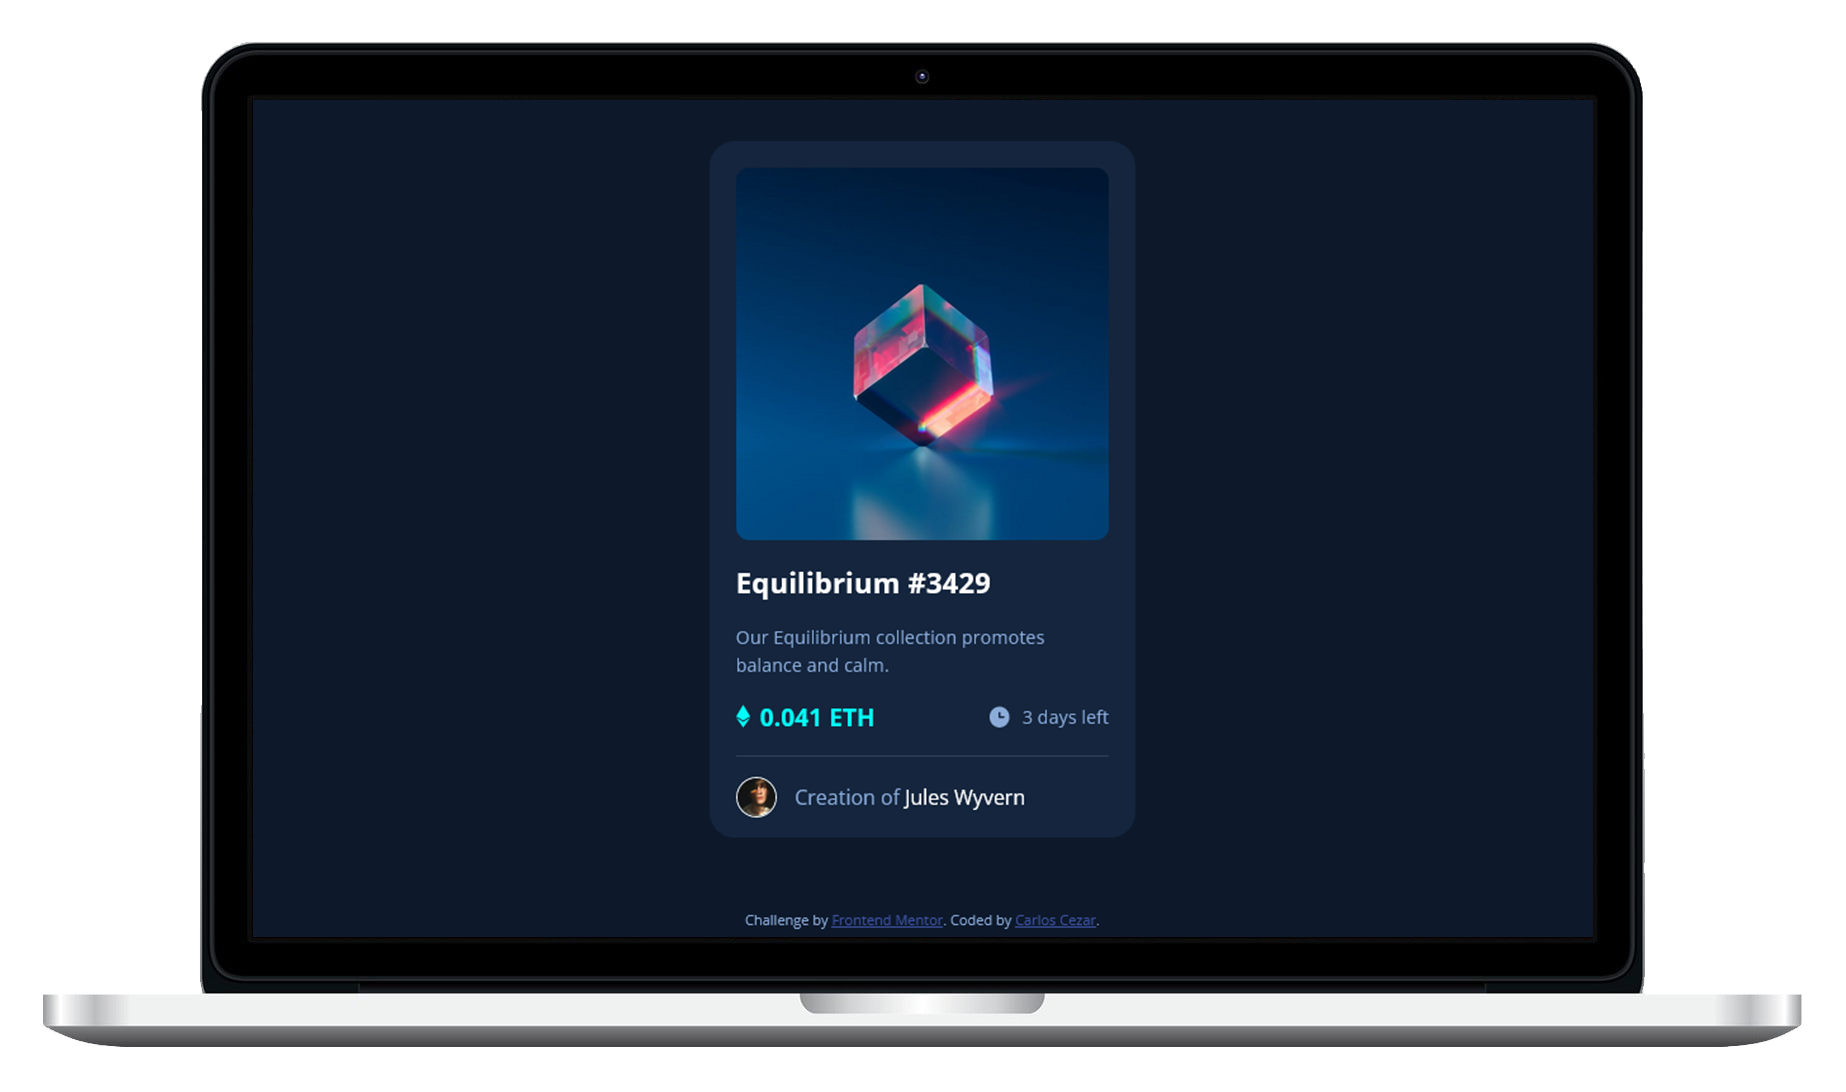 Equilibrium #3429
Our Equilibrium collection promotes
balance and calm.
0.041 ETH
3 days left
Creation of Jules Wyvern
Challenge by Frontend Mentor. Coded by Carlos Cezar.